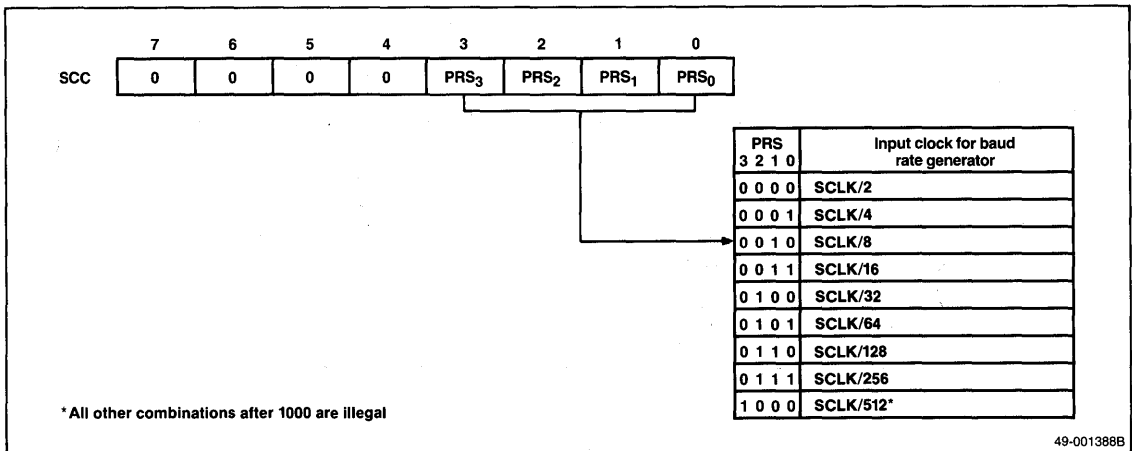 7 6 5 4 3 2 1 0
SCC 0 0 0 0 PRS₃ PRS₂ PRS₁ PRS₀
PRS
3 2 1 0
Input clock for baud
rate generator
0 0 0 0 SCLK/2
0 0 0 1 SCLK/4
0 0 1 0 SCLK/8
0 0 1 1 SCLK/16
0 1 0 0 SCLK/32
0 1 0 1 SCLK/64
0 1 1 0 SCLK/128
0 1 1 1 SCLK/256
1 0 0 0 SCLK/512*
*All other combinations after 1000 are illegal
49-001388B